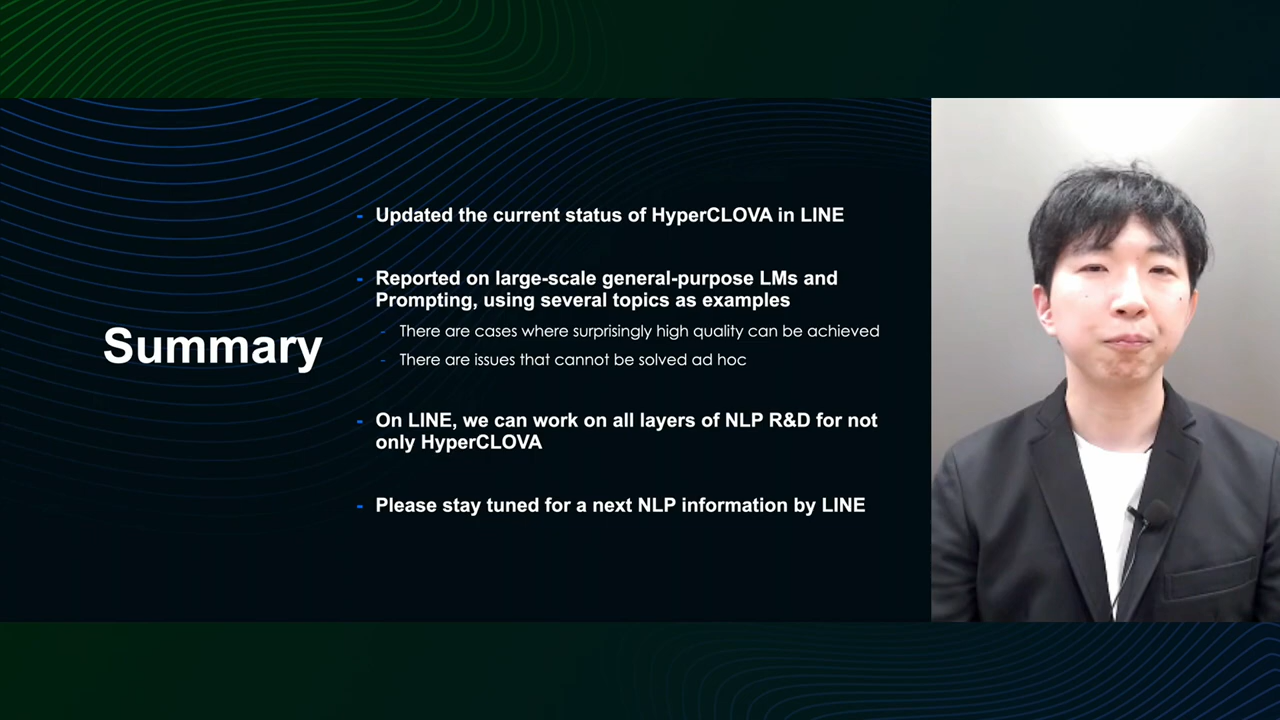 Summary
- Updated the current status of HyperCLOVA in LINE
- Reported on large-scale general-purpose LMs and
Prompting, using several topics as examples
- There are cases where surprisingly high quality can be achieved
- There are issues that cannot be solved ad hoc
- On LINE, we can work on all layers of NLP R&D for not
only HyperCLOVA
- Please stay tuned for a next NLP information by LINE